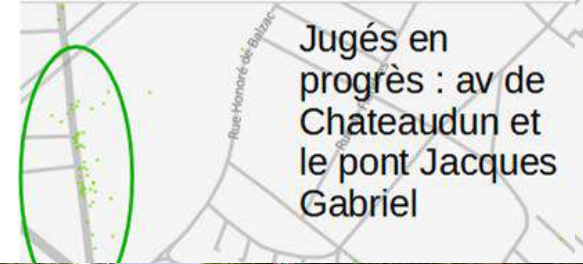 Jugés en
progrès : av de
Chateaudun et
le pont Jacques
Gabriel
Rue Honoré de Balzac